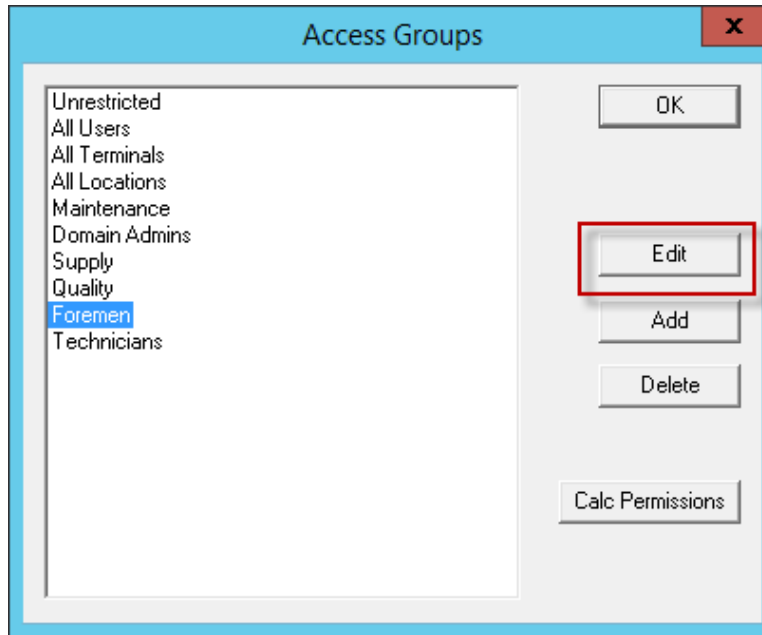 Access Groups
x
Unrestricted
All Users
All Terminals
All Locations
Maintenance
Domain Admins
Supply
Quality
Foremen
Technicians
OK
Edit
Add
Delete
Calc Permissions